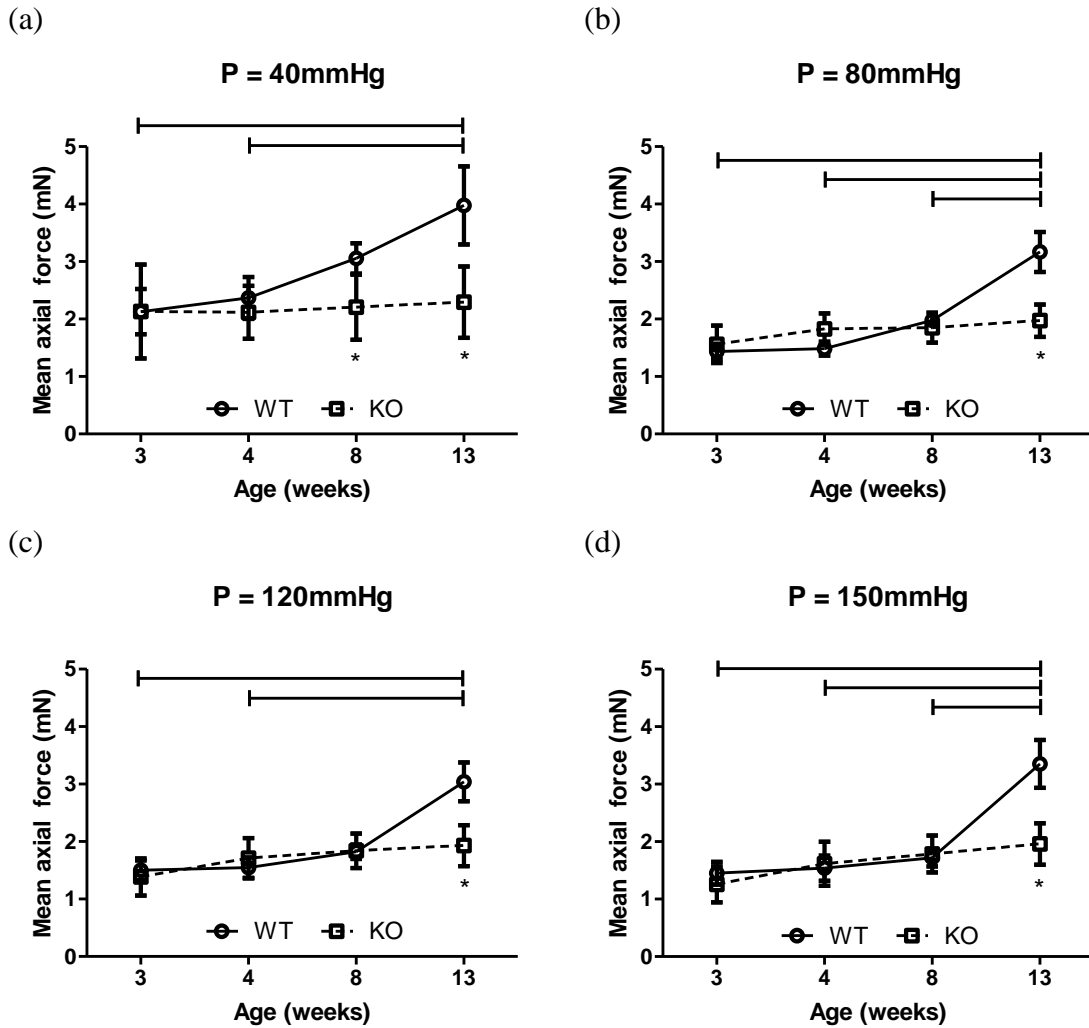 (a)
P = 40mmHg
Mean axial force (mN)
5
4
3
2
1
0
* *
WT KO
3 4 8 13
Age (weeks)
(b)
P = 80mmHg
Mean axial force (mN)
5
4
3
2
1
0
*
WT KO
3 4 8 13
Age (weeks)
(c)
P = 120mmHg
Mean axial force (mN)
5
4
3
2
1
0
*
WT KO
3 4 8 13
Age (weeks)
(d)
P = 150mmHg
Mean axial force (mN)
5
4
3
2
1
0
*
WT KO
3 4 8 13
Age (weeks)